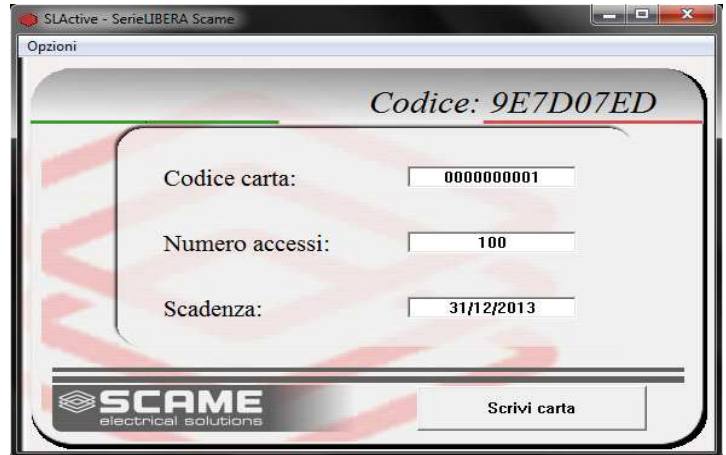 SLActive - SerieLIBERA Scame
Opzioni
Codice: 9E7D07ED
Codice carta: 0000000001
Numero accessi: 100
Scadenza: 31/12/2013
SCAME
electrical solutions
Scrivi carta